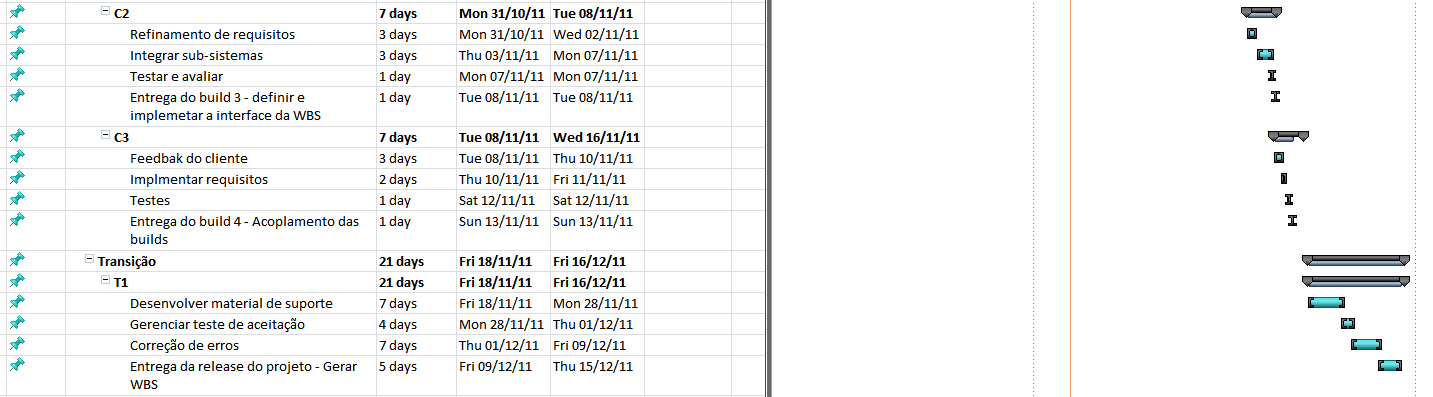 C2 7 days Mon 31/10/11 Tue 08/11/11
Refinamento de requisitos 3 days Mon 31/10/11 Wed 02/11/11
Integrar sub-sistemas 3 days Thu 03/11/11 Mon 07/11/11
Testar e avaliar 1 day Mon 07/11/11 Mon 07/11/11
Entrega do build 3 - definir e 1 day Tue 08/11/11 Tue 08/11/11
implemetar a interface da WBS
C3 7 days Tue 08/11/11 Wed 16/11/11
Feedbak do cliente 3 days Tue 08/11/11 Thu 10/11/11
Implmentar requisitos 2 days Thu 10/11/11 Fri 11/11/11
Testes 1 day Sat 12/11/11 Sat 12/11/11
Entrega do build 4 - Acoplamento das 1 day Sun 13/11/11 Sun 13/11/11
builds
Transição 21 days Fri 18/11/11 Fri 16/12/11
T1 21 days Fri 18/11/11 Fri 16/12/11
Desenvolver material de suporte 7 days Fri 18/11/11 Mon 28/11/11
Gerenciar teste de aceitação 4 days Mon 28/11/11 Thu 01/12/11
Correção de erros 7 days Thu 01/12/11 Fri 09/12/11
Entrega da release do projeto - Gerar 5 days Fri 09/12/11 Thu 15/12/11
WBS